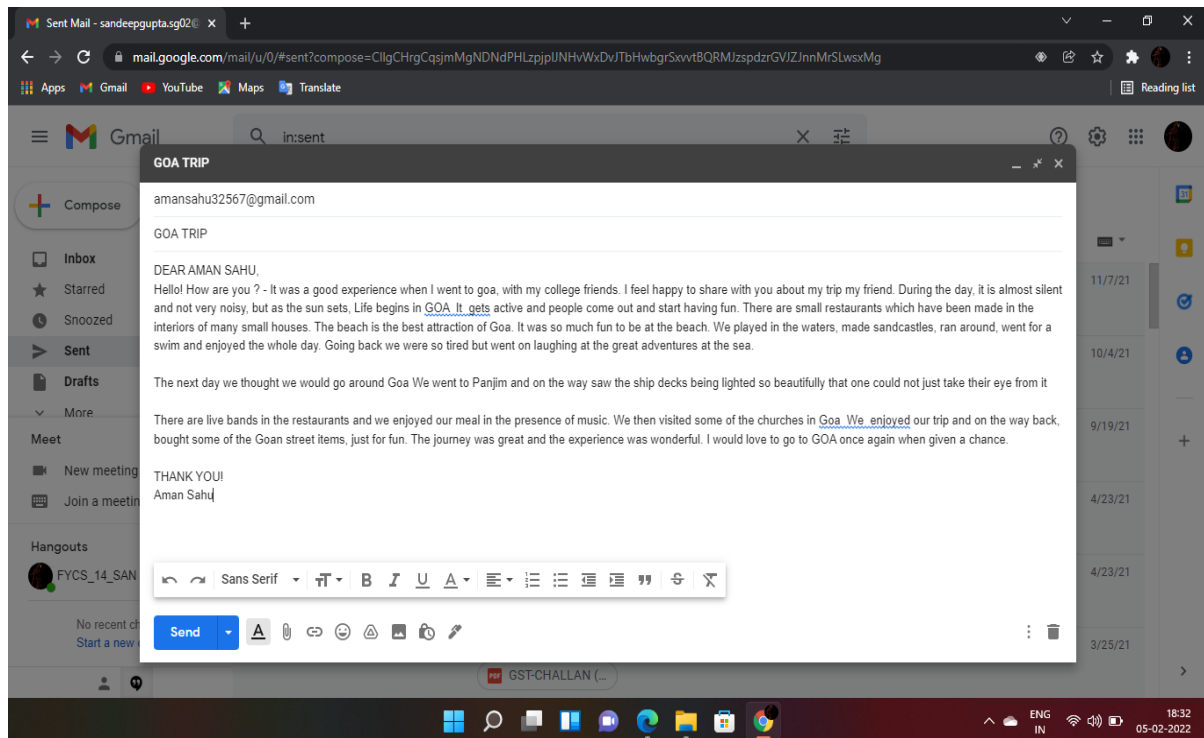 Sent Mail - sandeepgupta.sg02@
mail.google.com/mail/u/0/#sent?compose=CllgCHrgCqsjmMgNDNdPHLzpjplJNHvWxDvJTbHwbgrSxvvtBQRMJzspdzrGVJZJnnMrSLwsxMg
Apps Gmail YouTube Maps Translate Reading list
Gmail in:sent
GOA TRIP
amansahu32567@gmail.com
Compose
GOA TRIP
Inbox
Starred
Snoozed
Sent
Drafts
More
DEAR AMAN SAHU,
Hello! How are you ? - It was a good experience when I went to goa, with my college friends. I feel happy to share with you about my trip my friend. During the day, it is almost silent
and not very noisy, but as the sun sets, Life begins in GOA It gets active and people come out and start having fun. There are small restaurants which have been made in the
interiors of many small houses. The beach is the best attraction of Goa. It was so much fun to be at the beach. We played in the waters, made sandcastles, ran around, went for a
swim and enjoyed the whole day. Going back we were so tired but went on laughing at the great adventures at the sea.
The next day we thought we would go around Goa We went to Panjim and on the way saw the ship decks being lighted so beautifully that one could not just take their eye from it
There are live bands in the restaurants and we enjoyed our meal in the presence of music. We then visited some of the churches in Goa We enjoyed our trip and on the way back,
bought some of the Goan street items, just for fun. The journey was great and the experience was wonderful. I would love to go to GOA once again when given a chance.
THANK YOU!
Aman Sahu
11/7/21
10/4/21
9/19/21
4/23/21
4/23/21
3/25/21
Meet
New meeting
Join a meetin
Hangouts
FYCS_14_SAN
No recent ch
Start a new
Sans Serif
Send
PDF GST-CHALLAN (...
ENG
IN
18:32
05-02-2022